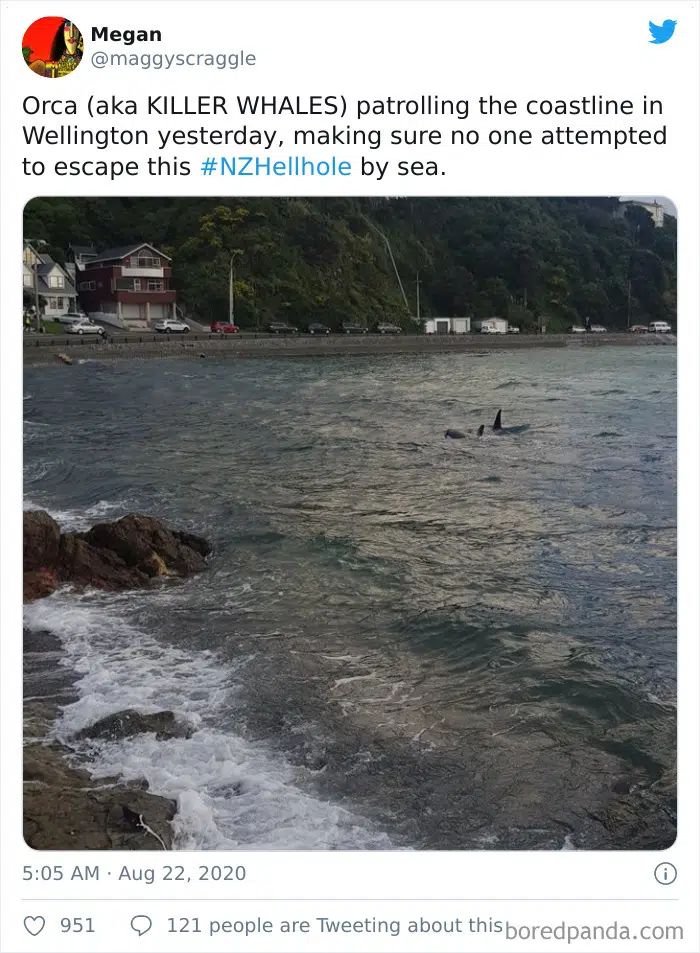 Megan
@maggyscraggle
Orca (aka KILLER WHALES) patrolling the coastline in
Wellington yesterday, making sure no one attempted
to escape this #NZHellhole by sea.
5:05 AM · Aug 22, 2020
951
121 people are Tweeting about this
boredpanda.com